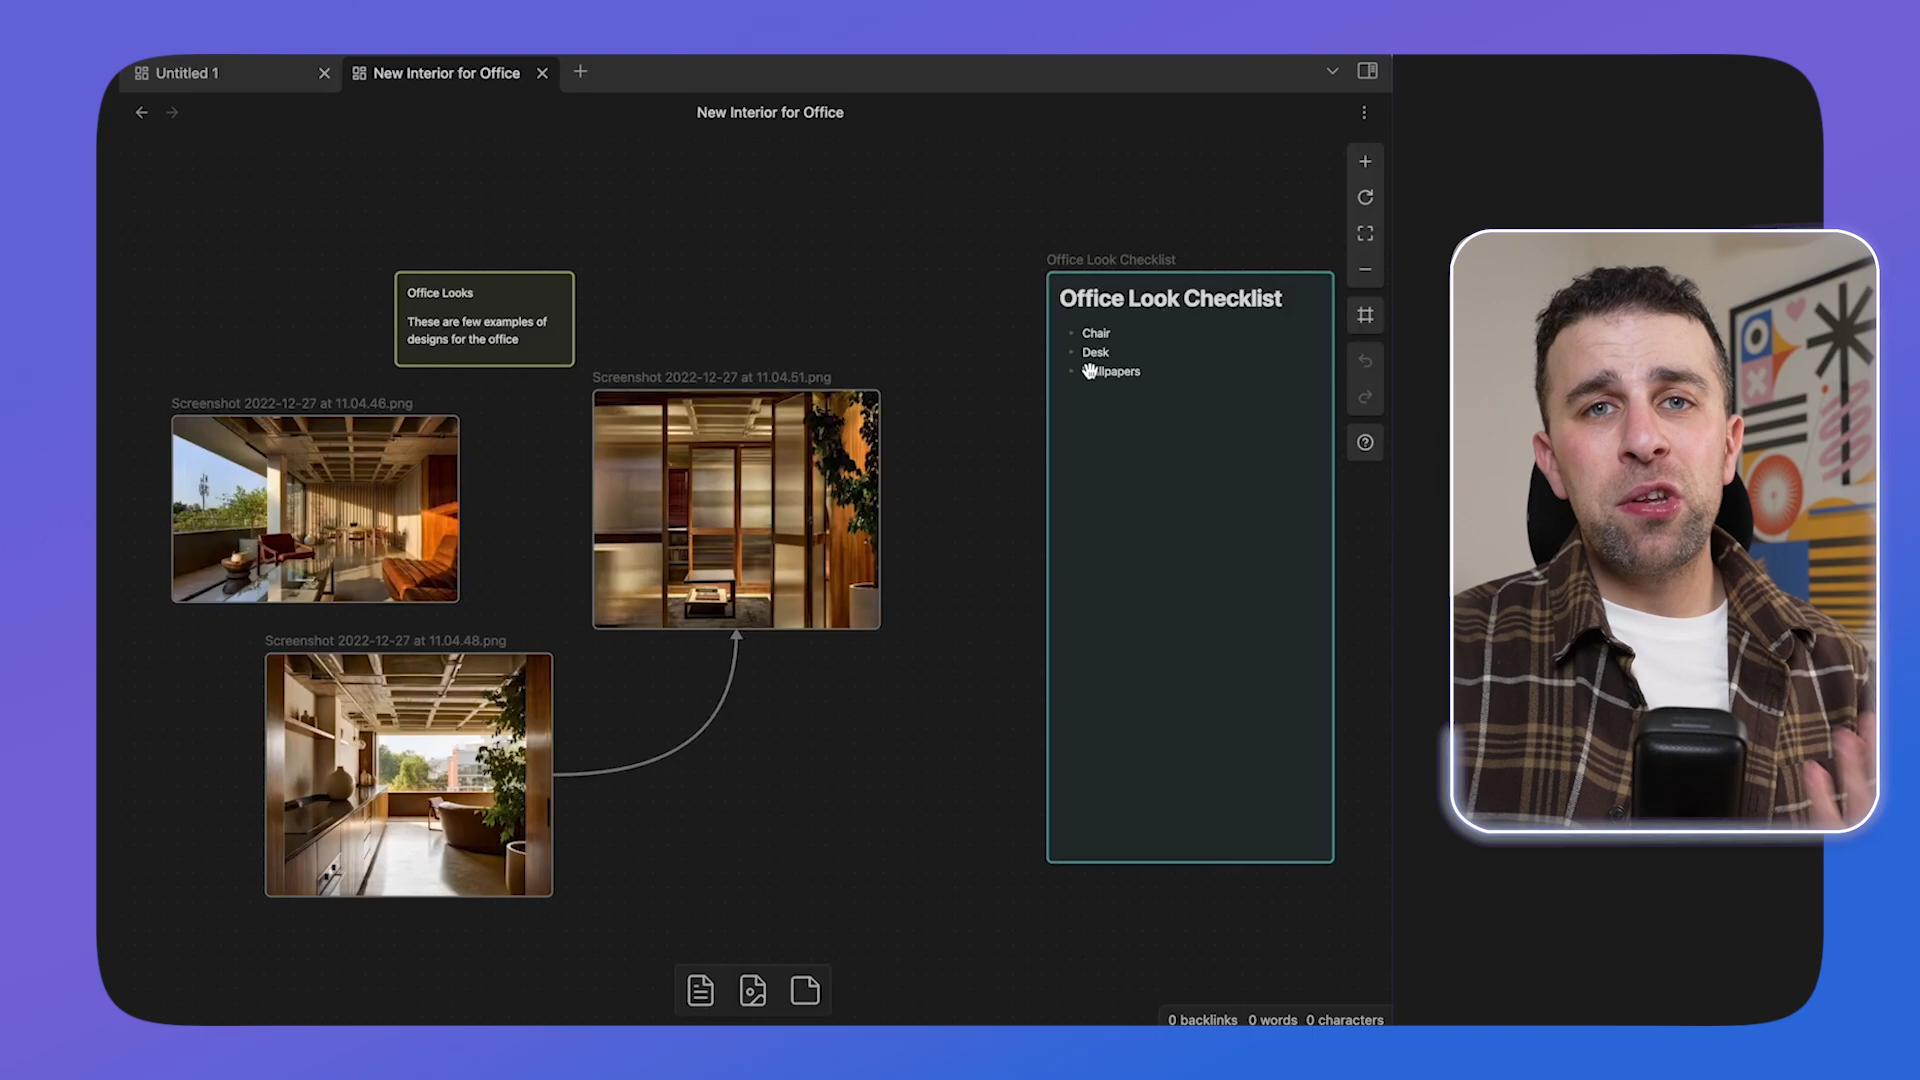 Untitled 1
New Interior for Office
New Interior for Office
Office Looks
These are few examples of
designs for the office
Screenshot 2022-12-27 at 11.04.46.png
Screenshot 2022-12-27 at 11.04.51.png
Screenshot 2022-12-27 at 11.04.48.png
Office Look Checklist
Office Look Checklist
Chair
Desk
0 backlinks 0 words 0 characters